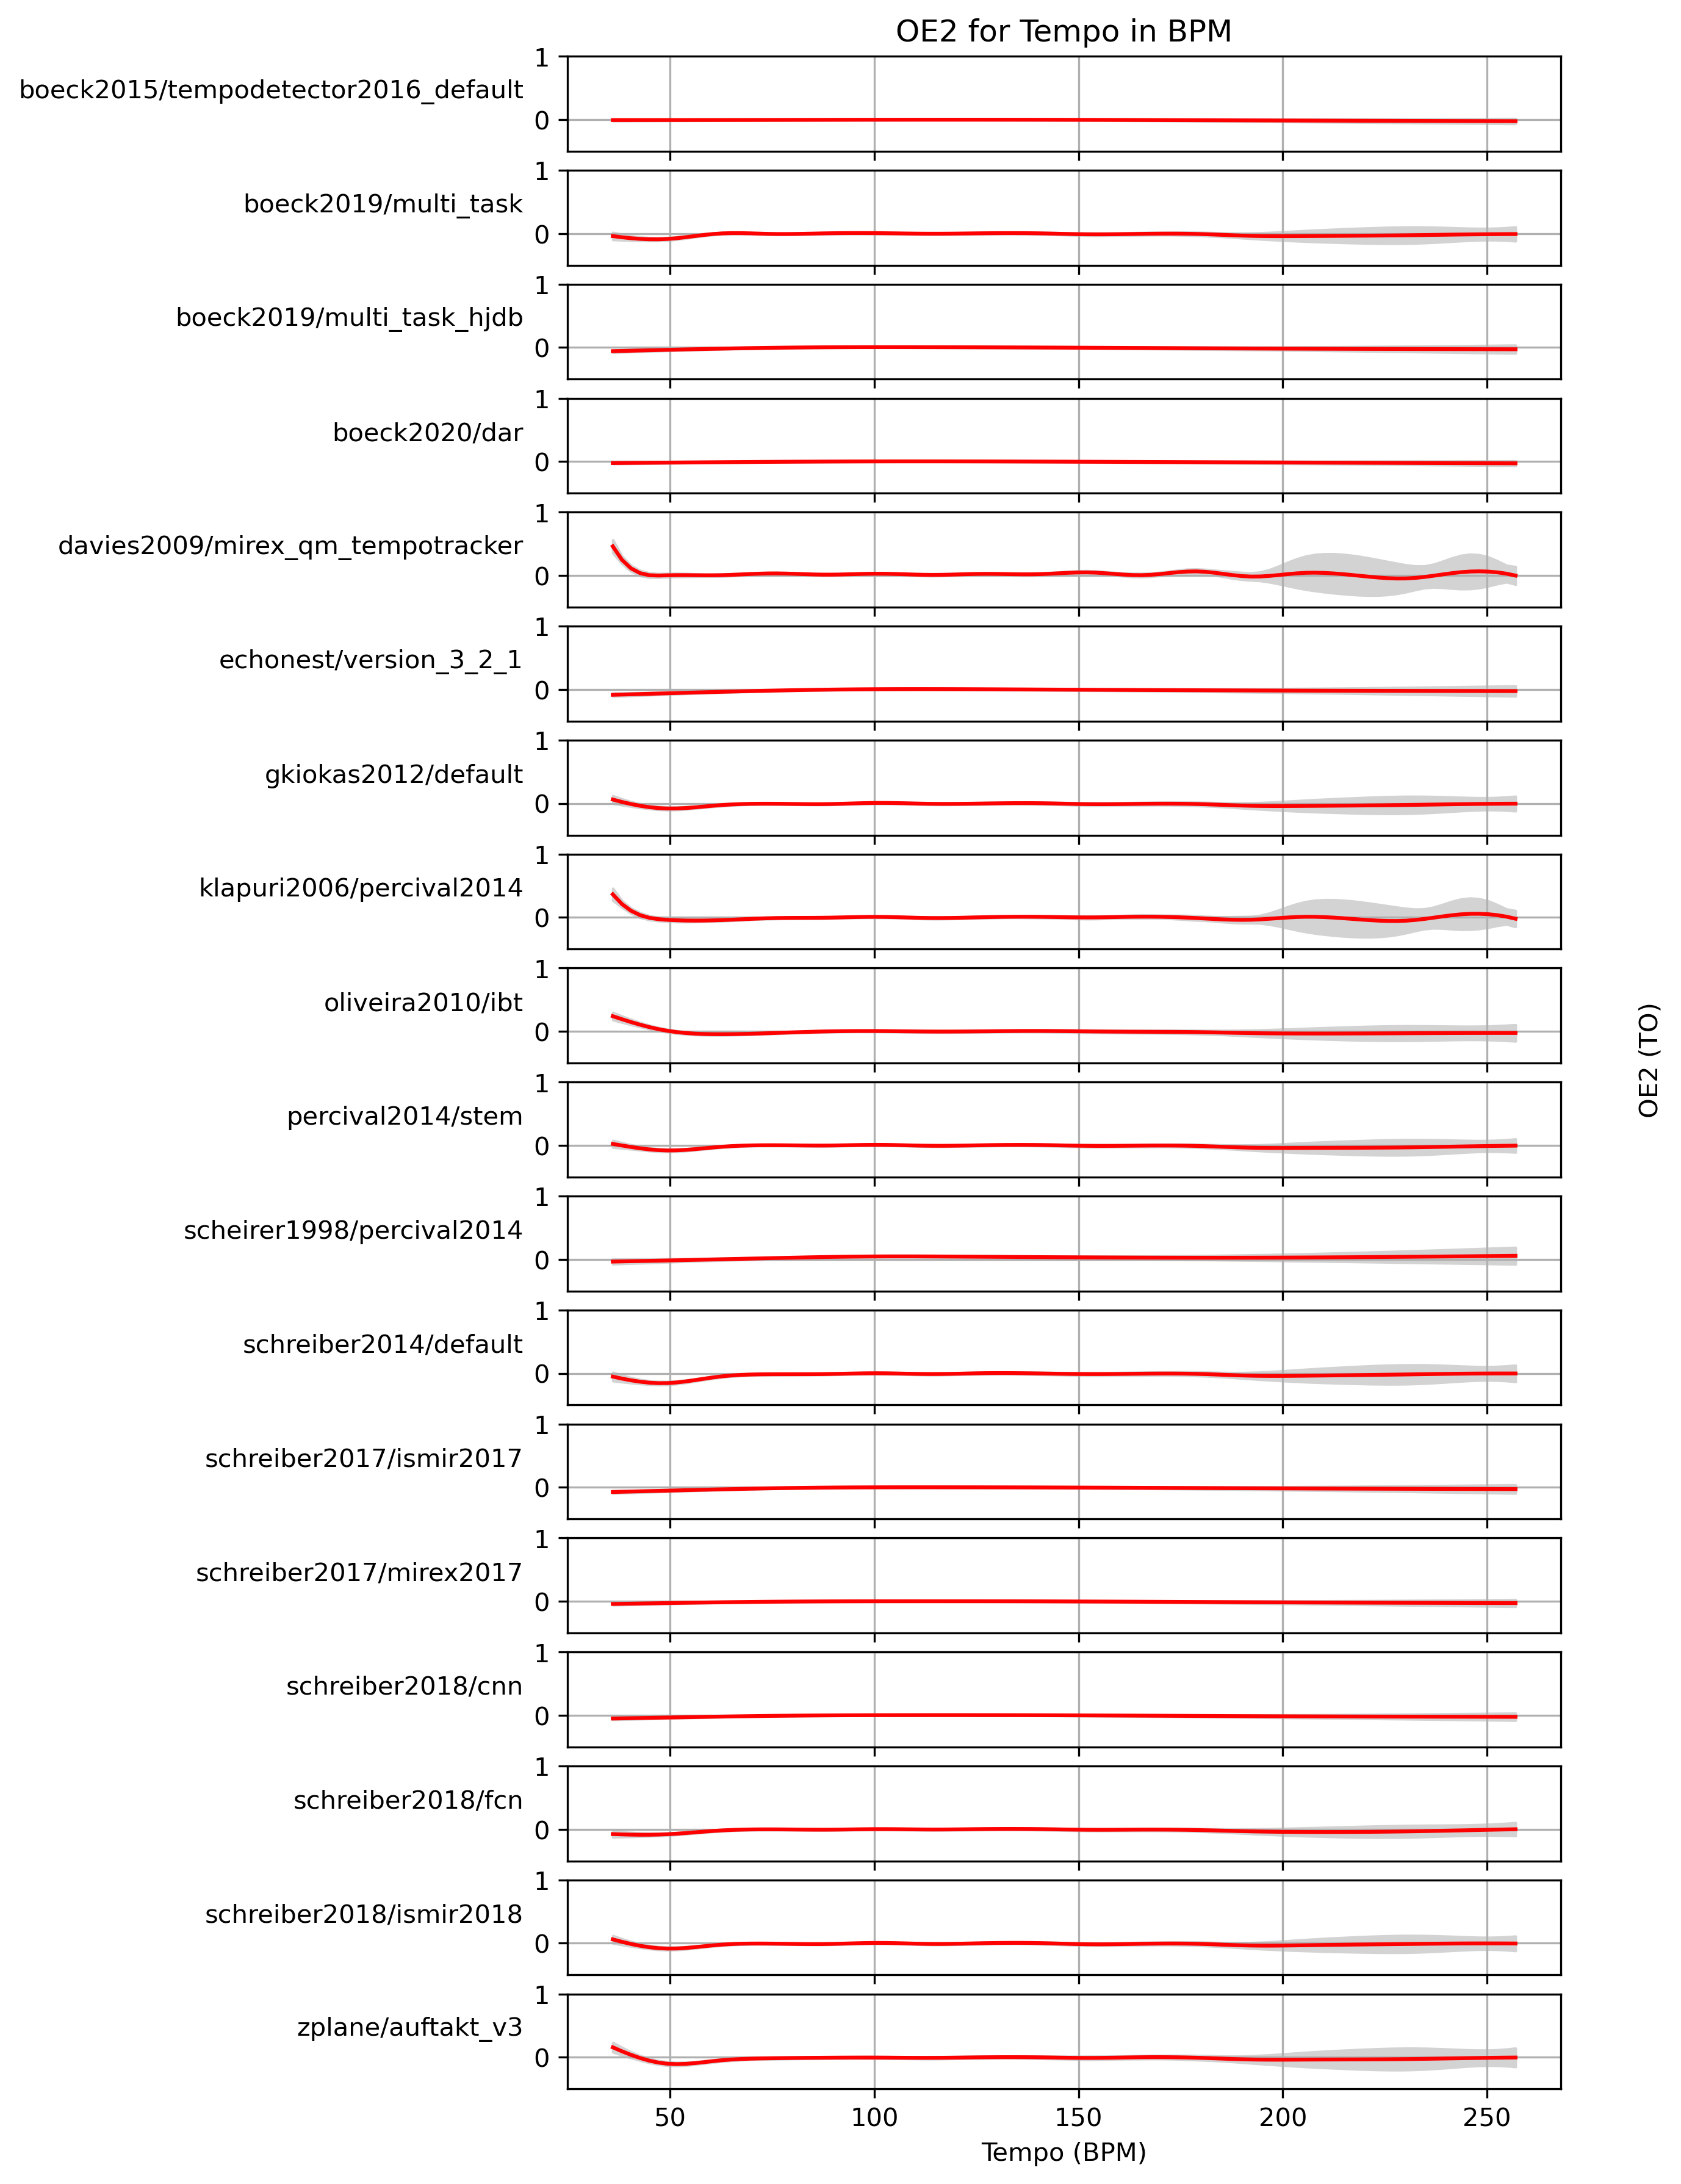 OE2 for Tempo in BPM
1
boeck2015/tempodetector2016_default
0
1
boeck2019/multi_task
0
1
boeck2019/multi_task_hjdb
0
1
boeck2020/dar
0
1
davies2009/mirex_qm_tempotracker
0
1
echonest/version_3_2_1
0
1
gkiokas2012/default
0
1
klapuri2006/percival2014
0
1
oliveira2010/ibt
0
OE2 (TO)
1
percival2014/stem
0
1
scheirer1998/percival2014
0
1
schreiber2014/default
0
1
schreiber2017/ismir2017
0
1
schreiber2017/mirex2017
0
1
schreiber2018/cnn
0
1
schreiber2018/fcn
0
1
schreiber2018/ismir2018
0
1
zplane/auftakt_v3
0
50 100 150 200 250
Tempo (BPM)